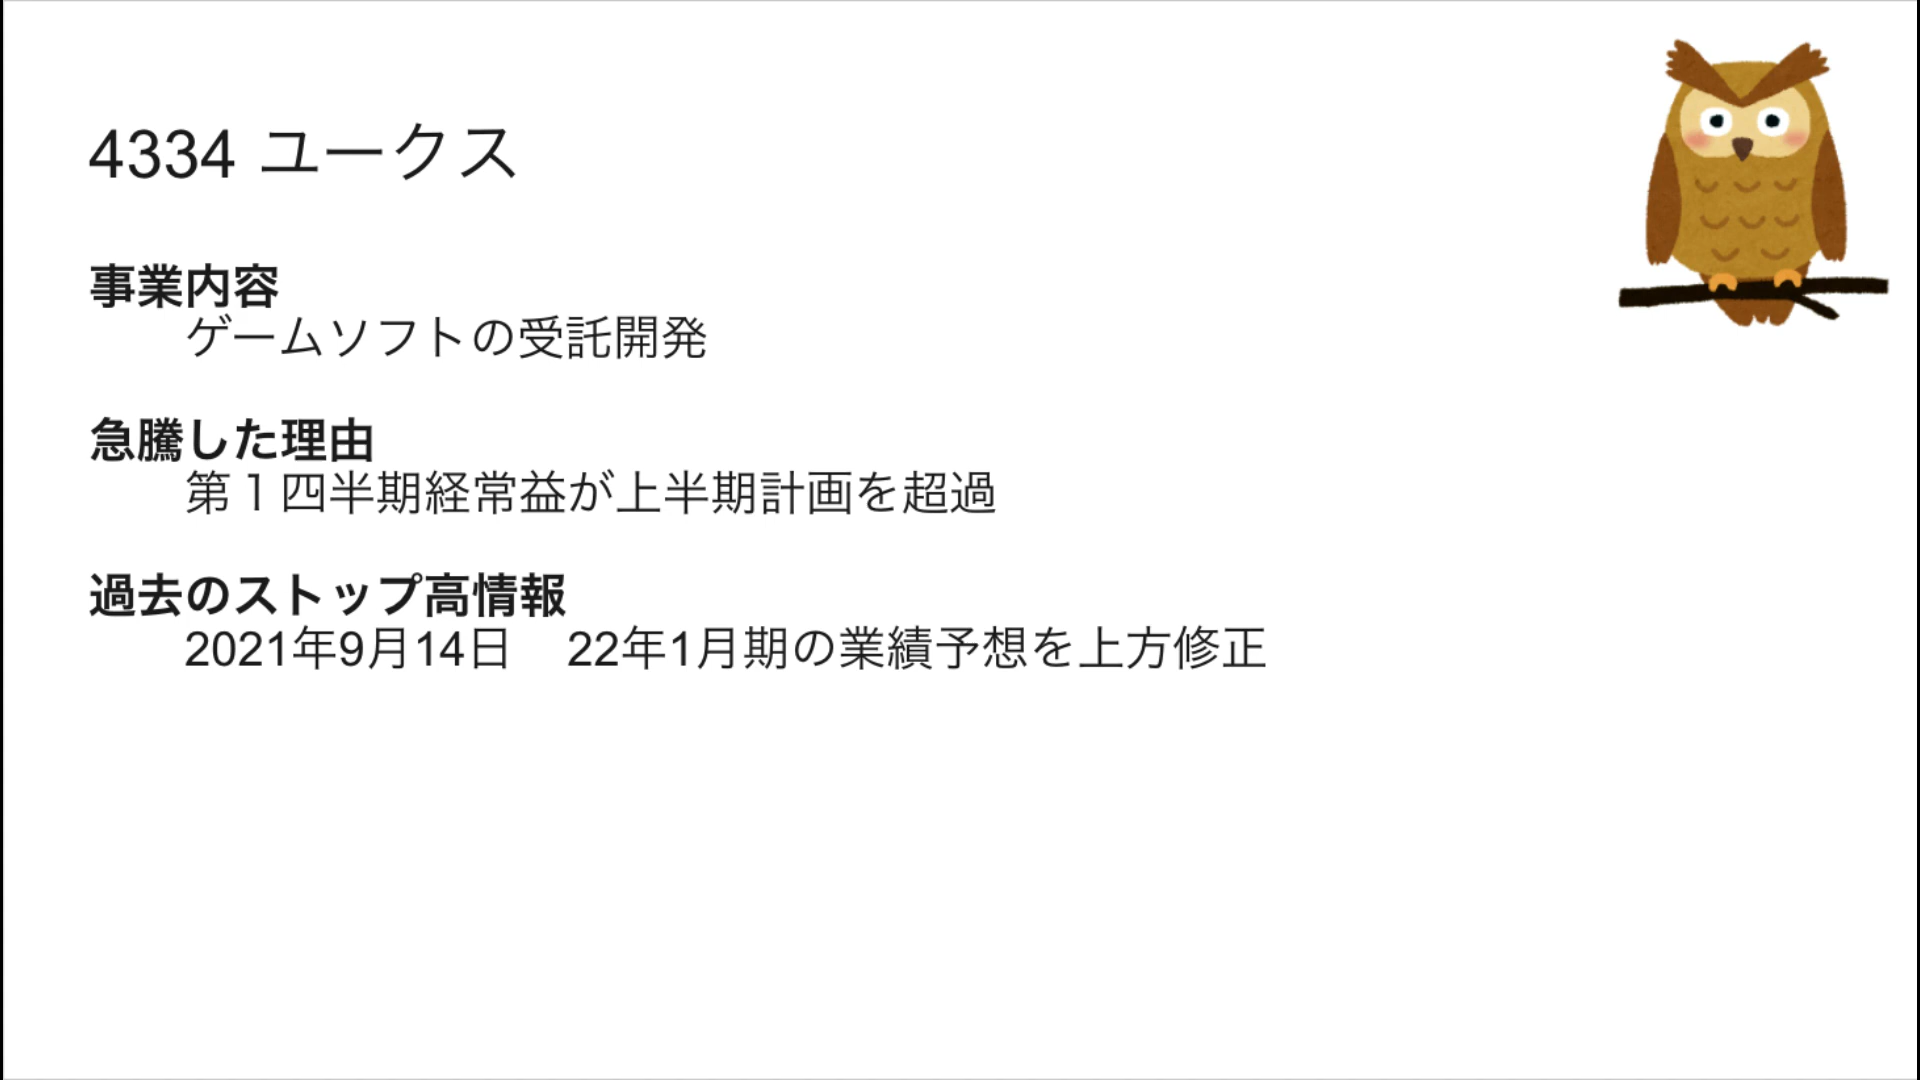 4334 ユークス
事業内容
ゲームソフトの受託開発
急騰した理由
第１四半期経常益が上半期計画を超過
過去のストップ高情報
2021年9月14日　22年1月期の業績予想を上方修正